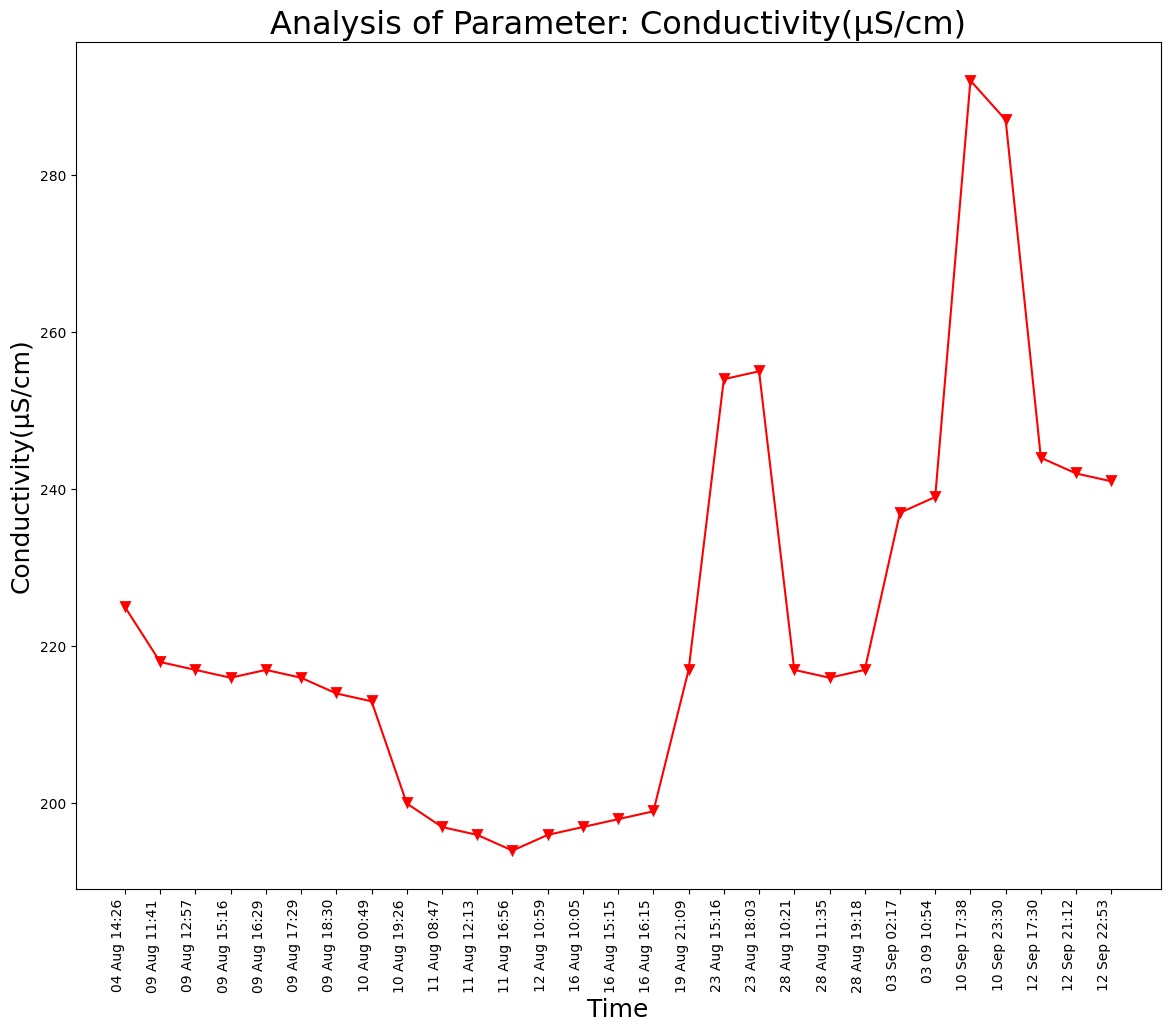 Analysis of Parameter: Conductivity(μS/cm)
Conductivity(μS/cm)
280
260
240
220
200
04 Aug 14:26
09 Aug 11:41
09 Aug 12:57
09 Aug 15:16
09 Aug 16:29
09 Aug 17:29
09 Aug 18:30
10 Aug 00:49
10 Aug 19:26
11 Aug 08:47
11 Aug 12:13
11 Aug 16:56
12 Aug 10:59
16 Aug 10:05
16 Aug 15:15
16 Aug 16:15
19 Aug 21:09
23 Aug 15:16
23 Aug 18:03
28 Aug 10:21
28 Aug 11:35
28 Aug 19:18
03 Sep 02:17
03 09 10:54
10 Sep 17:38
10 Sep 23:30
12 Sep 17:30
12 Sep 21:12
12 Sep 22:53
Time